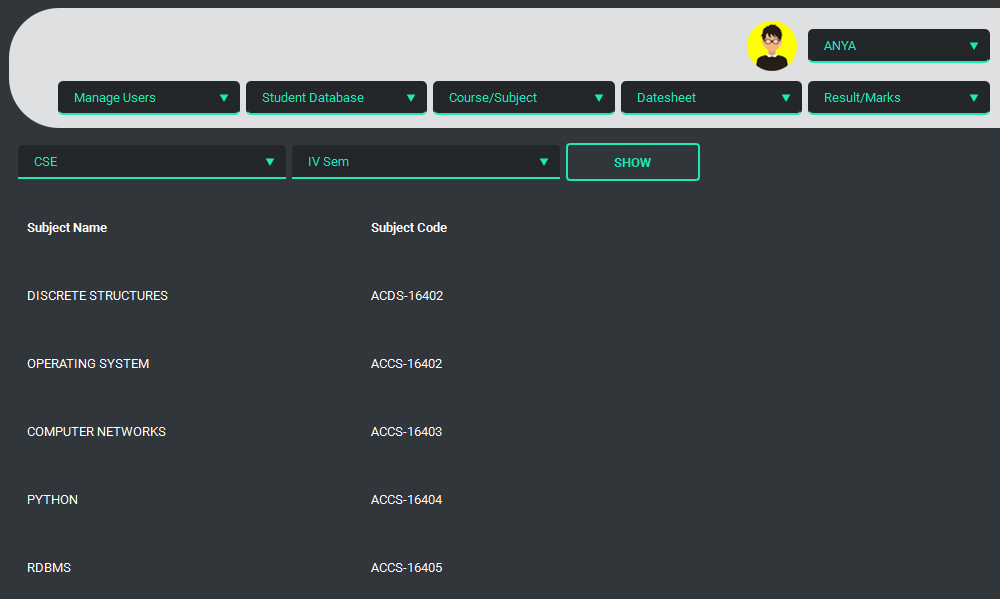 ANYA
Manage Users Student Database Course/Subject Datesheet Result/Marks
CSE IV Sem SHOW
Subject Name Subject Code
DISCRETE STRUCTURES ACDS-16402
OPERATING SYSTEM ACCS-16402
COMPUTER NETWORKS ACCS-16403
PYTHON ACCS-16404
RDBMS ACCS-16405